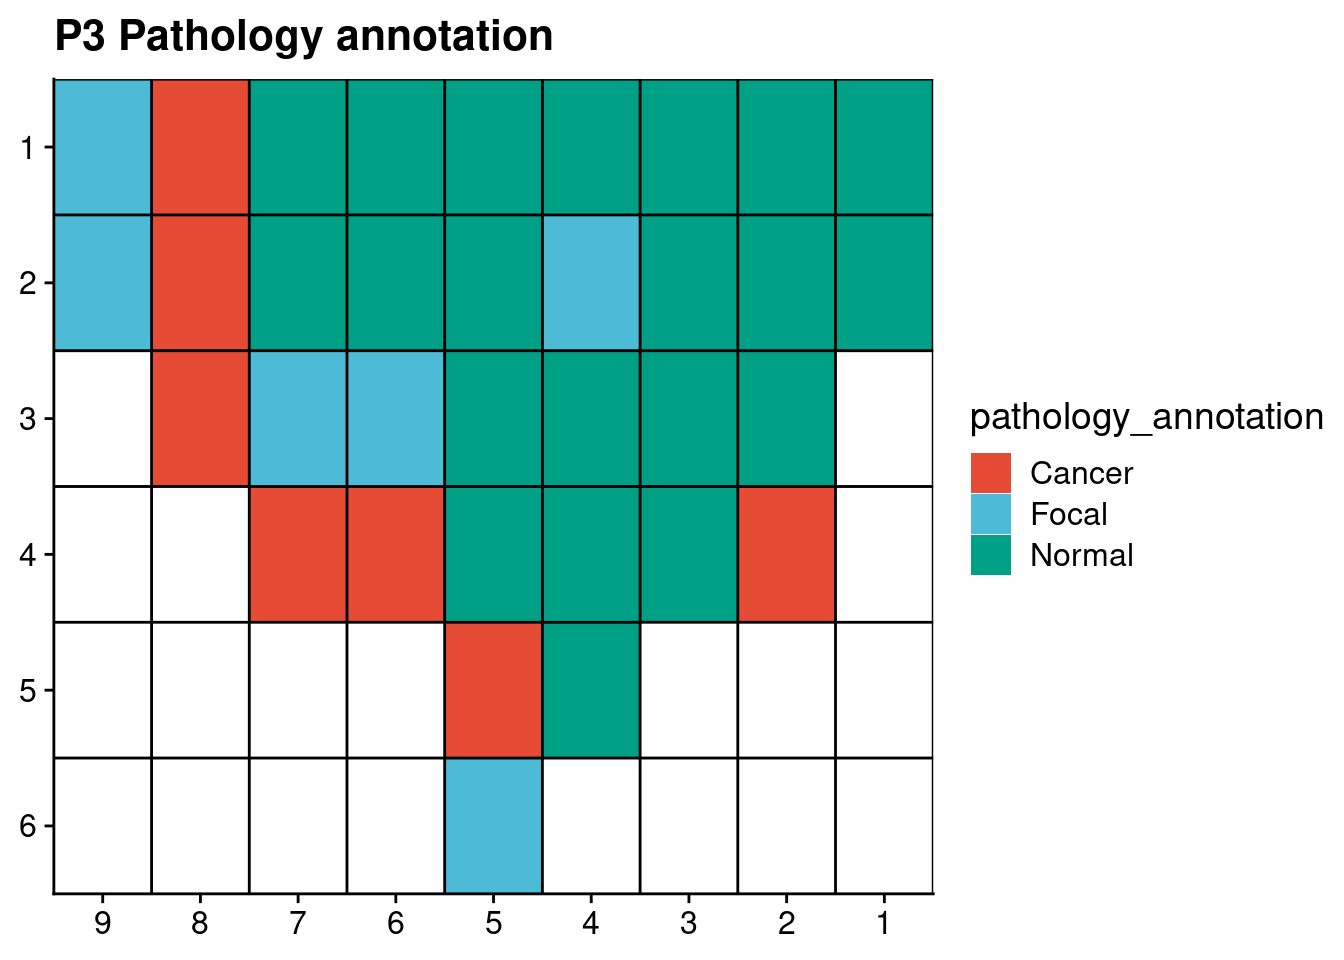 P3 Pathology annotation
1
2
3
4
5
6
9 8 7 6 5 4 3 2 1
pathology_annotation
Cancer
Focal
Normal